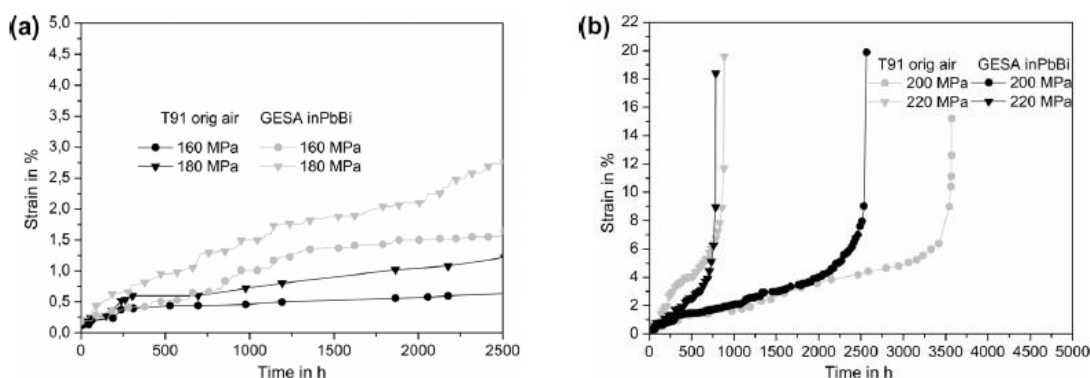 (a)
5,0
4,5
4,0
3,5
3,0
2,5
2,0
1,5
1,0
0,5
0,0
Strain in %
T91 orig air GESA inPbBi
160 MPa 160 MPa
180 MPa 180 MPa
0 500 1000 1500 2000 2500
Time in h
(b)
22
20
18
16
14
12
10
8
6
4
2
0
Strain in %
T91 orig air GESA inPbBi
200 MPa 200 MPa
220 MPa 220 MPa
0 500 1000 1500 2000 2500 3000 3500 4000 4500 5000
Time in h